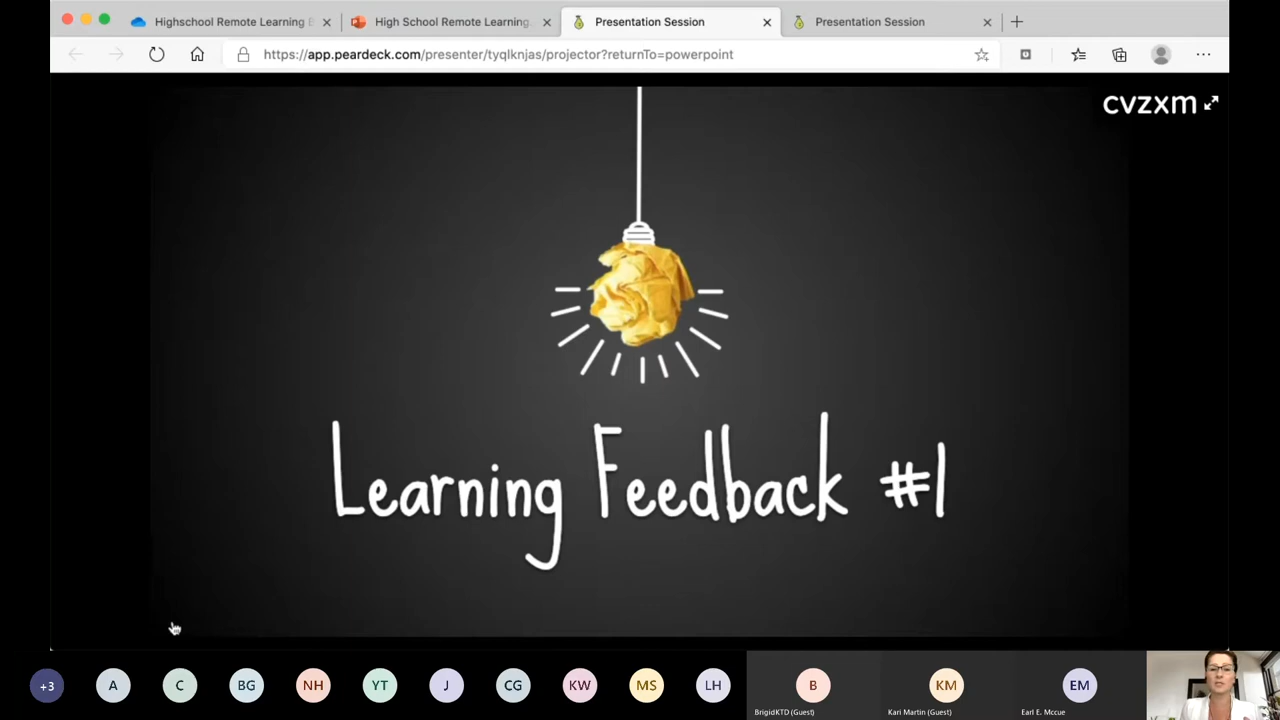 Highschool Remote Learning E
High School Remote Learning
Presentation Session
Presentation Session
https://app.peardeck.com/presenter/tyqlknjas/projector?returnTo=powerpoint
cvzxm
Learning Feedback #1
+3
A
C
BG
NH
YT
J
CG
KW
MS
LH
B
KM
EM
BrigidKTD (Guest)
Kari Martin (Guest)
Earl E. Mccue